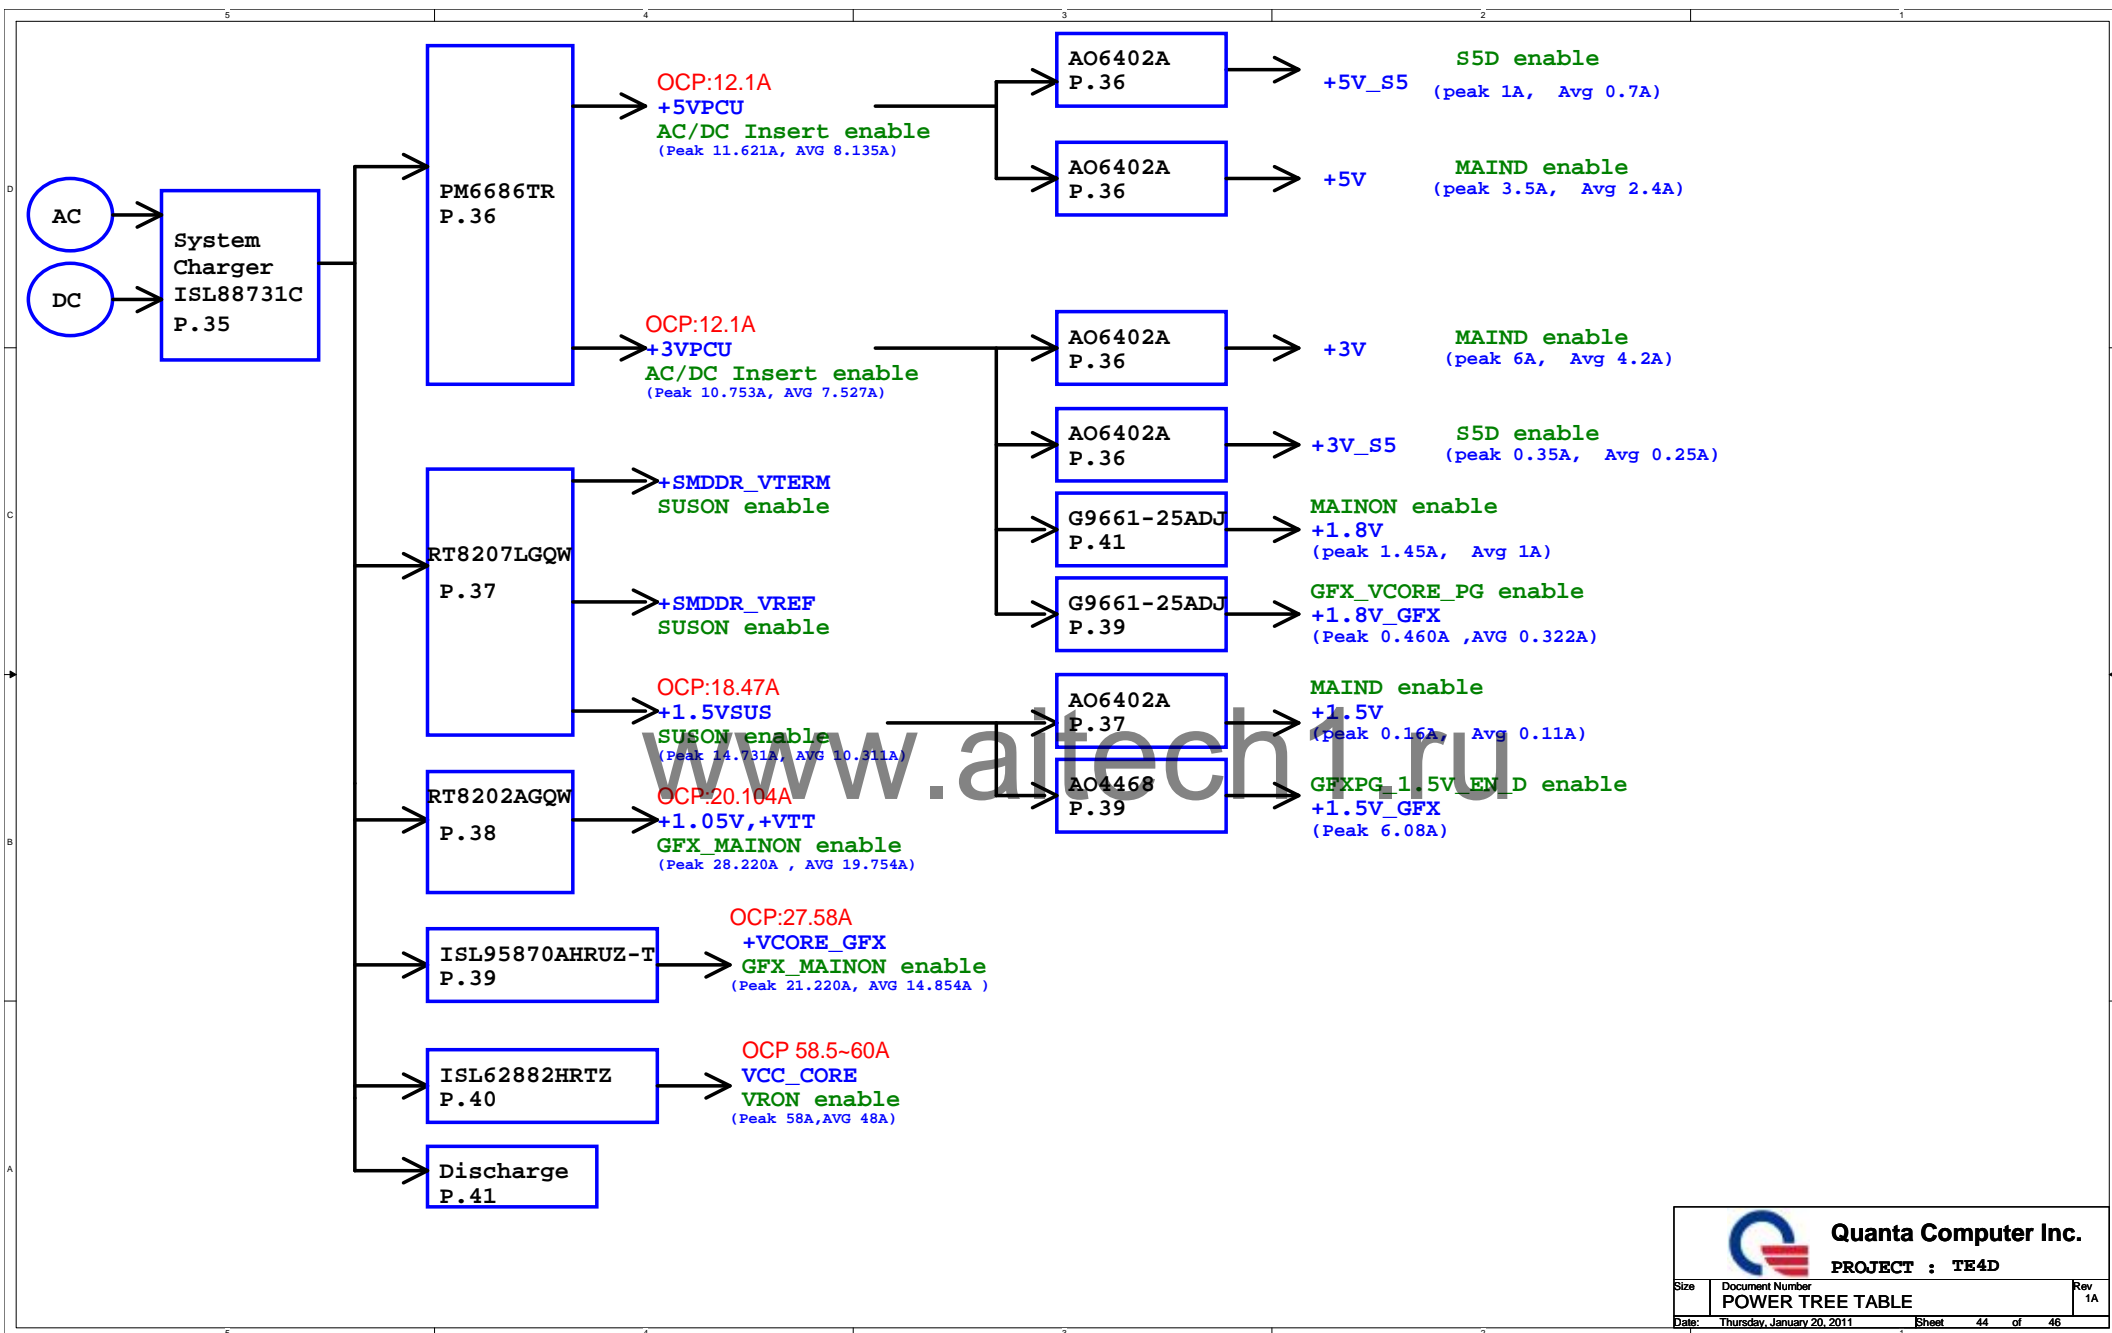 5 4 3 2 1
AC
DC
System
Charger
ISL88731C
P.35
PM6686TR
P.36
OCP:12.1A
+5VPCU
AC/DC Insert enable
(Peak 11.621A, AVG 8.135A)
AO6402A
P.36
+5V_S5
S5D enable
(peak 1A, Avg 0.7A)
AO6402A
P.36
+5V
MAIND enable
(peak 3.5A, Avg 2.4A)
OCP:12.1A
+3VPCU
AC/DC Insert enable
(Peak 10.753A, AVG 7.527A)
AO6402A
P.36
+3V
MAIND enable
(peak 6A, Avg 4.2A)
AO6402A
P.36
+3V_S5
S5D enable
(peak 0.35A, Avg 0.25A)
G9661-25ADJ
P.41
MAINON enable
+1.8V
(peak 1.45A, Avg 1A)
G9661-25ADJ
P.39
GFX_VCORE_PG enable
+1.8V_GFX
(Peak 0.460A ,AVG 0.322A)
RT8207LGQW
P.37
+SMDDR_VTERM
SUSON enable
+SMDDR_VREF
SUSON enable
OCP:18.47A
+1.5VSUS
SUSON enable
(Peak 14.731A, AVG 10.311A)
AO6402A
P.37
MAIND enable
+1.5V
(peak 0.16A, Avg 0.11A)
AO4468
P.39
GFXPG_1.5V_EN_D enable
+1.5V_GFX
(Peak 6.08A)
www.aitech1.ru
RT8202AGQW
P.38
OCP:20.104A
+1.05V,+VTT
GFX_MAINON enable
(Peak 28.220A , AVG 19.754A)
ISL95870AHRUZ-T
P.39
OCP:27.58A
+VCORE_GFX
GFX_MAINON enable
(Peak 21.220A, AVG 14.854A )
ISL62882HRTZ
P.40
OCP 58.5~60A
VCC_CORE
VRON enable
(Peak 58A,AVG 48A)
Discharge
P.41
D
C
B
A
Quanta Computer Inc.
PROJECT : TE4D
Size Document Number Rev
POWER TREE TABLE 1A
Date: Thursday, January 20, 2011 Sheet 44 of 46
5 4 3 2 1